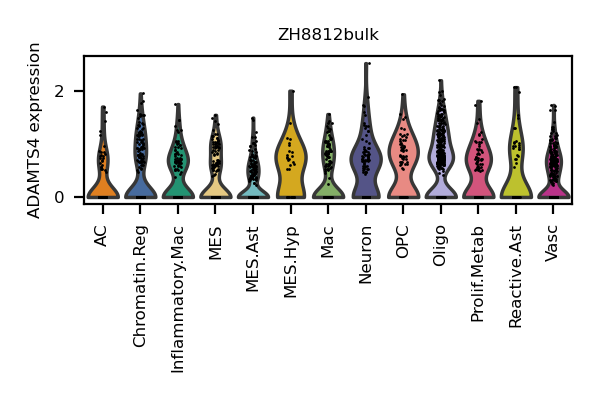 ZH8812bulk
ADAMTS4 expression
2
0
AC
Chromatin.Reg
Inflammatory.Mac
MES
MES.Ast
MES.Hyp
Mac
Neuron
OPC
Oligo
Prolif.Metab
Reactive.Ast
Vasc